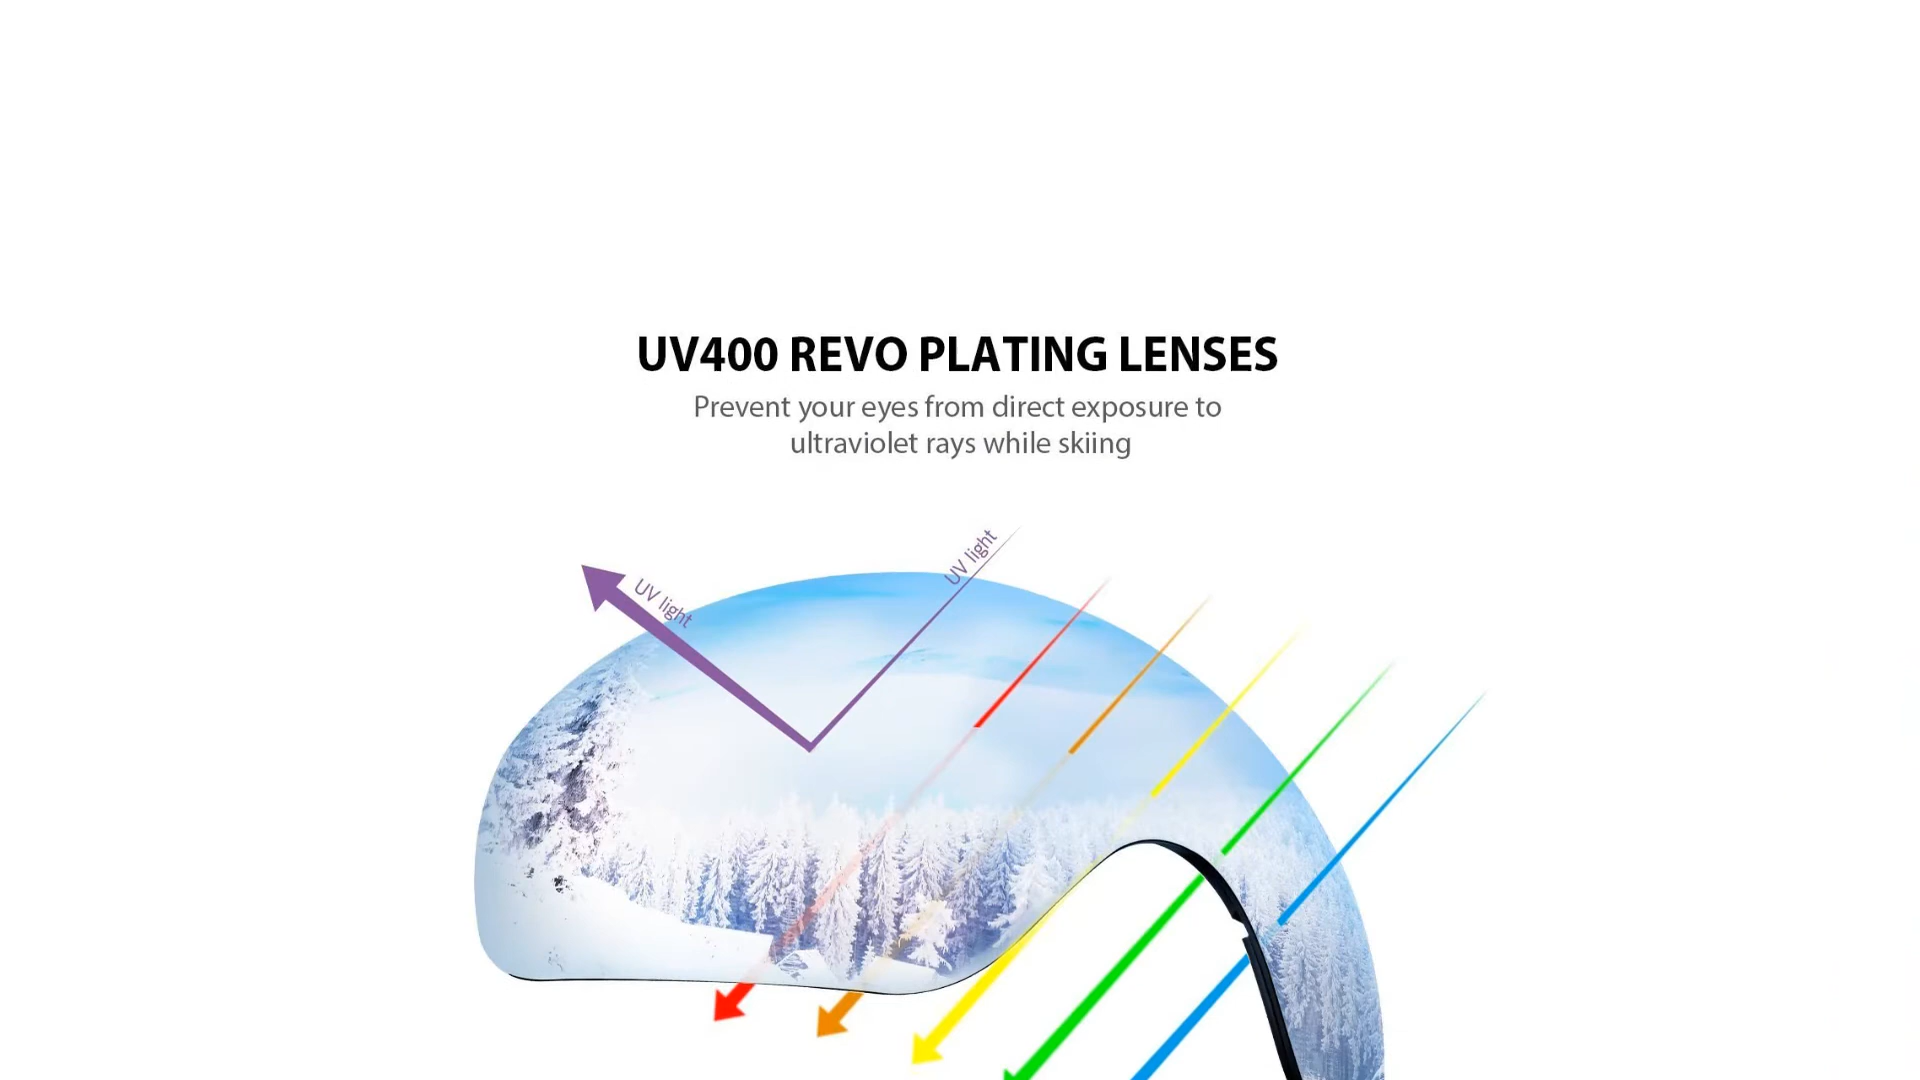 UV400 REVO PLATING LENSES
Prevent your eyes from direct exposure to
ultraviolet rays while skiing
UV light
UV light